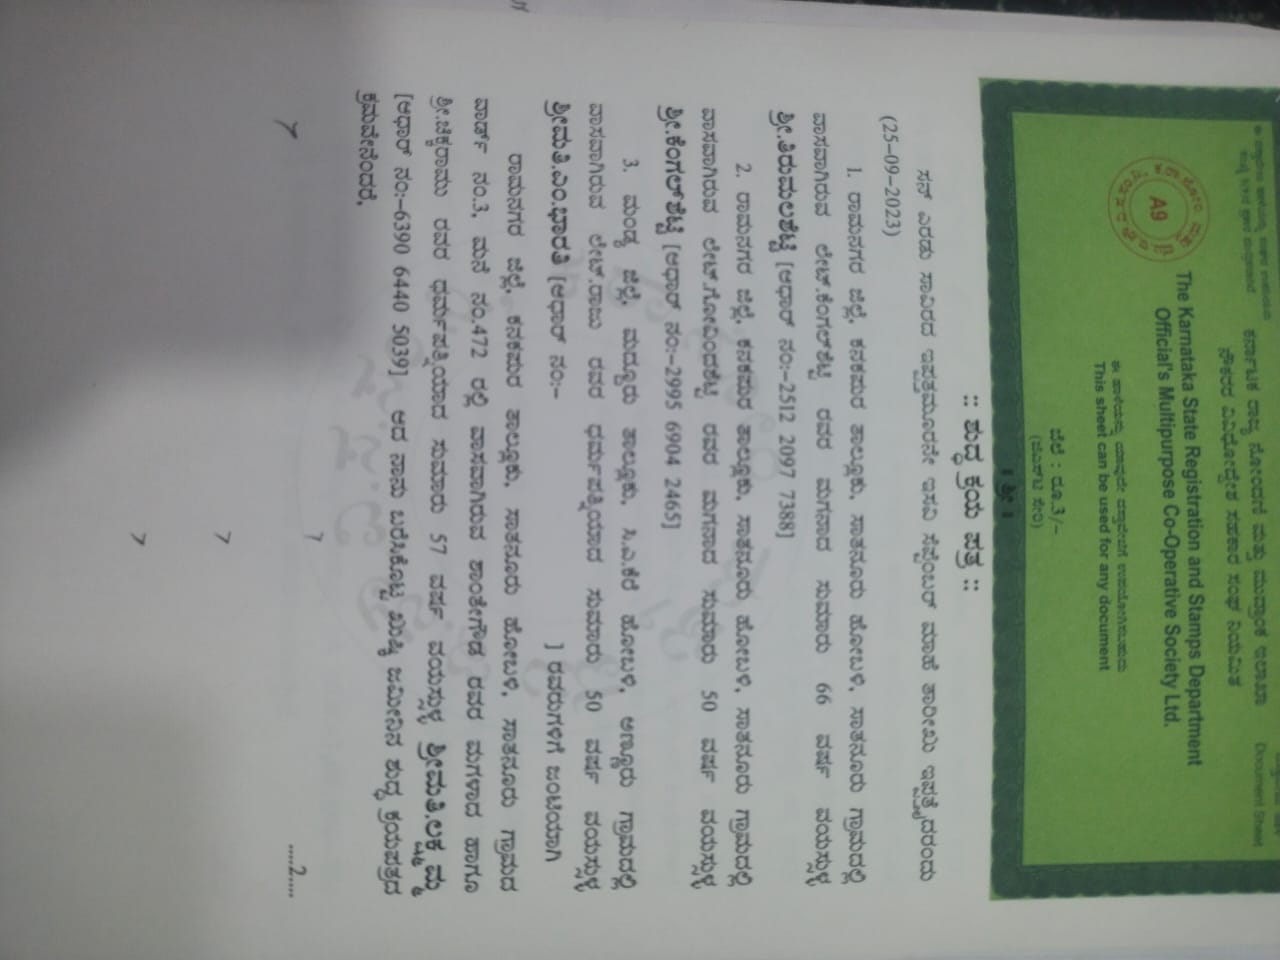 ಕರ್ನಾಟಕ ರಾಜ್ಯ ನೋಂದಣಿ ಮತ್ತು ಮುದ್ರಾಂಕ ಇಲಾಖಾ
ನೌಕರರ ವಿವಿಧೋದ್ದೇಶ ಸಹಕಾರ ಸಂಘ ನಿಯಮಿತ
Document Sheet
The Karnataka State Registration and Stamps Department
Official's Multipurpose Co-Operative Society Ltd.
A9
ಈ ಹಾಳೆಯನ್ನು ಯಾವುದೇ ದಸ್ತಾವೇಜಿಗೆ ಉಪಯೋಗಿಸಬಹುದು
This sheet can be used for any document
ಬೆಲೆ : ರೂ.3/-
(ಜಿಎಸ್‌ಟಿ ಸೇರಿ)
॥ ಶ್ರೀ ॥
:: ಶುದ್ಧ ಕ್ರಯ ಪತ್ರ ::
ಸನ್ ಎರಡು ಸಾವಿರದ ಇಪ್ಪತ್ತಮೂರನೇ ಇಸವಿ ಸೆಪ್ಟೆಂಬರ್ ಮಾಹೆ ತಾರೀಖು ಇಪ್ಪತ್ತೈದರಂದು
(25-09-2023)
1. ರಾಮನಗರ ಜಿಲ್ಲೆ, ಕನಕಪುರ ತಾಲ್ಲೂಕು, ಸಾತನೂರು ಹೋಬಳಿ, ಸಾತನೂರು ಗ್ರಾಮದಲ್ಲಿ
ವಾಸವಾಗಿರುವ ಲೇಟ್.ಕೆಂಗಲ್‌ಶೆಟ್ಟಿ ರವರ ಮಗನಾದ ಸುಮಾರು 66 ವರ್ಷ ವಯಸ್ಸುಳ್ಳ
ಶ್ರೀ.ತಿರುಮಲಶೆಟ್ಟಿ [ಆಧಾರ್ ನಂ:-2512 2097 7388]
2. ರಾಮನಗರ ಜಿಲ್ಲೆ, ಕನಕಪುರ ತಾಲ್ಲೂಕು, ಸಾತನೂರು ಹೋಬಳಿ, ಸಾತನೂರು ಗ್ರಾಮದಲ್ಲಿ
ವಾಸವಾಗಿರುವ ಲೇಟ್.ಗೋವಿಂದಶೆಟ್ಟಿ ರವರ ಮಗನಾದ ಸುಮಾರು 50 ವರ್ಷ ವಯಸ್ಸುಳ್ಳ
ಶ್ರೀ.ಕೆಂಗಲ್‌ಶೆಟ್ಟಿ [ಆಧಾರ್ ನಂ:-2995 6904 2465]
3. ಮಂಡ್ಯ ಜಿಲ್ಲೆ, ಮದ್ದೂರು ತಾಲ್ಲೂಕು, ಸಿ.ಎ.ಕೆರೆ ಹೋಬಳಿ, ಅಣ್ಣೂರು ಗ್ರಾಮದಲ್ಲಿ
ವಾಸವಾಗಿರುವ ಲೇಟ್.ರಾಜು ರವರ ಧರ್ಮಪತ್ನಿಯಾದ ಸುಮಾರು 50 ವರ್ಷ ವಯಸ್ಸುಳ್ಳ
ಶ್ರೀಮತಿ.ಎಂ.ಭಾರತಿ [ಆಧಾರ್ ನಂ:- ] ರವರುಗಳಿಗೆ ಜಂಟಿಯಾಗಿ
ರಾಮನಗರ ಜಿಲ್ಲೆ, ಕನಕಪುರ ತಾಲ್ಲೂಕು, ಸಾತನೂರು ಹೋಬಳಿ, ಸಾತನೂರು ಗ್ರಾಮದ
ವಾರ್ಡ್ ನಂ.3, ಮನೆ ನಂ.472 ರಲ್ಲಿ ವಾಸವಾಗಿರುವ ಶಾಂತೇಗೌಡ ರವರ ಮಗಳಾದ ಹಾಗೂ
ಶ್ರೀ.ಚಿಕ್ಕರಾಮು ರವರ ಧರ್ಮಪತ್ನಿಯಾದ ಸುಮಾರು 57 ವರ್ಷ ವಯಸ್ಸುಳ್ಳ ಶ್ರೀಮತಿ.ಲಕ್ಷ್ಮಮ್ಮ
[ಆಧಾರ್ ನಂ:-6390 6440 5039] ಆದ ನಾನು ಬರೆಸಿಕೊಟ್ಟ ಖುಷ್ಕಿ ಜಮೀನಿನ ಶುದ್ಧ ಕ್ರಯಪತ್ರದ
ಕ್ರಮವೇನೆಂದರೆ,
....2....